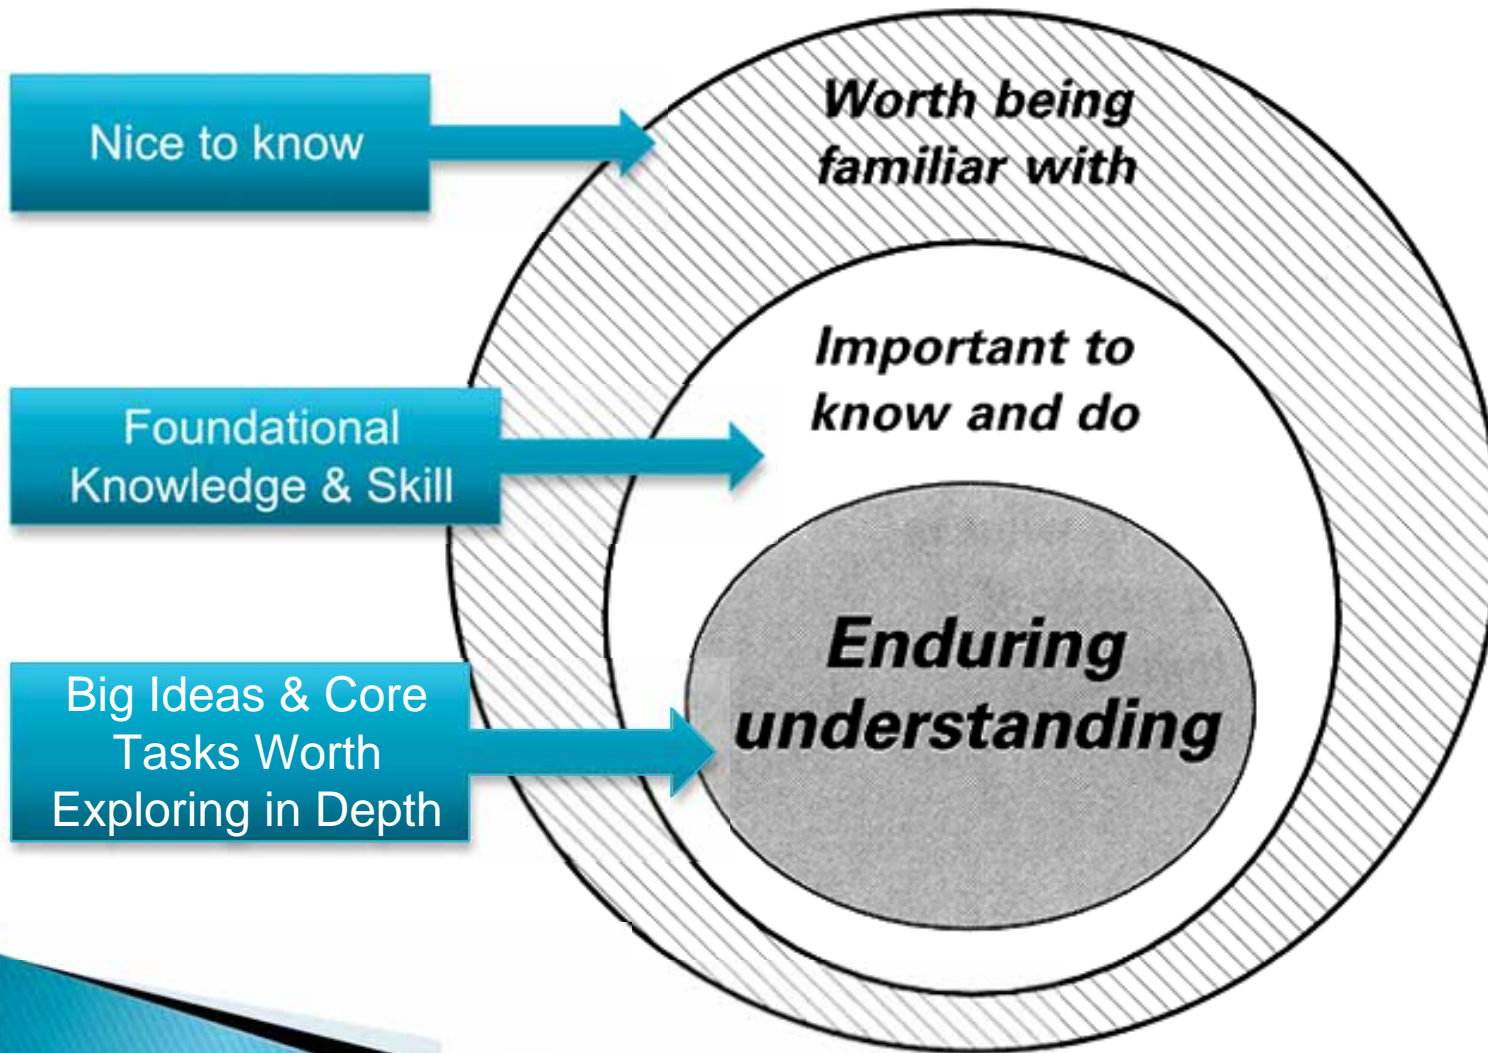 Nice to know
Worth being
familiar with
Foundational
Knowledge & Skill
Important to
know and do
Big Ideas & Core
Tasks Worth
Exploring in Depth
Enduring
understanding